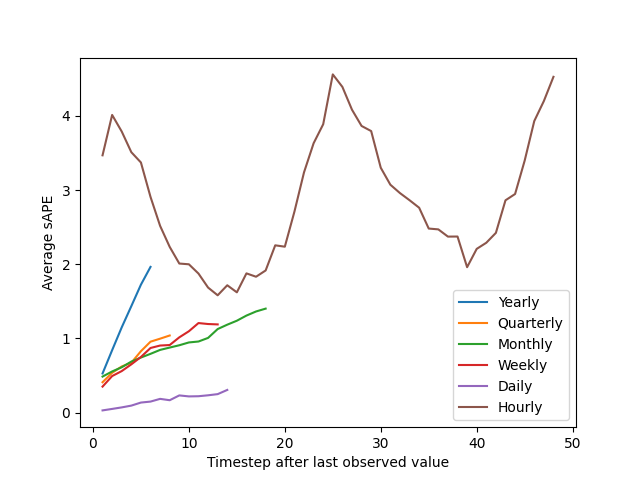 Average sAPE
4
3
2
1
0
0
10
20
30
40
50
Timestep after last observed value
Yearly
Quarterly
Monthly
Weekly
Daily
Hourly